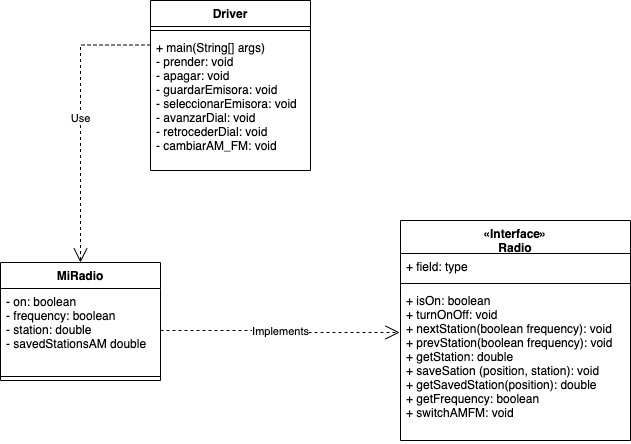 Driver
+ main(String[] args)
- prender: void
- apagar: void
- guardarEmisora: void
- seleccionarEmisora: void
- avanzarDial: void
- retrocederDial: void
- cambiarAM_FM: void
Use
MiRadio
- on: boolean
- frequency: boolean
- station: double
- savedStationsAM double
Implements
«Interface»
Radio
+ field: type
+ isOn: boolean
+ turnOnOff: void
+ nextStation(boolean frequency): void
+ prevStation(boolean frequency): void
+ getStation: double
+ saveSation (position, station): void
+ getSavedStation(position): double
+ getFrequency: boolean
+ switchAMFM: void